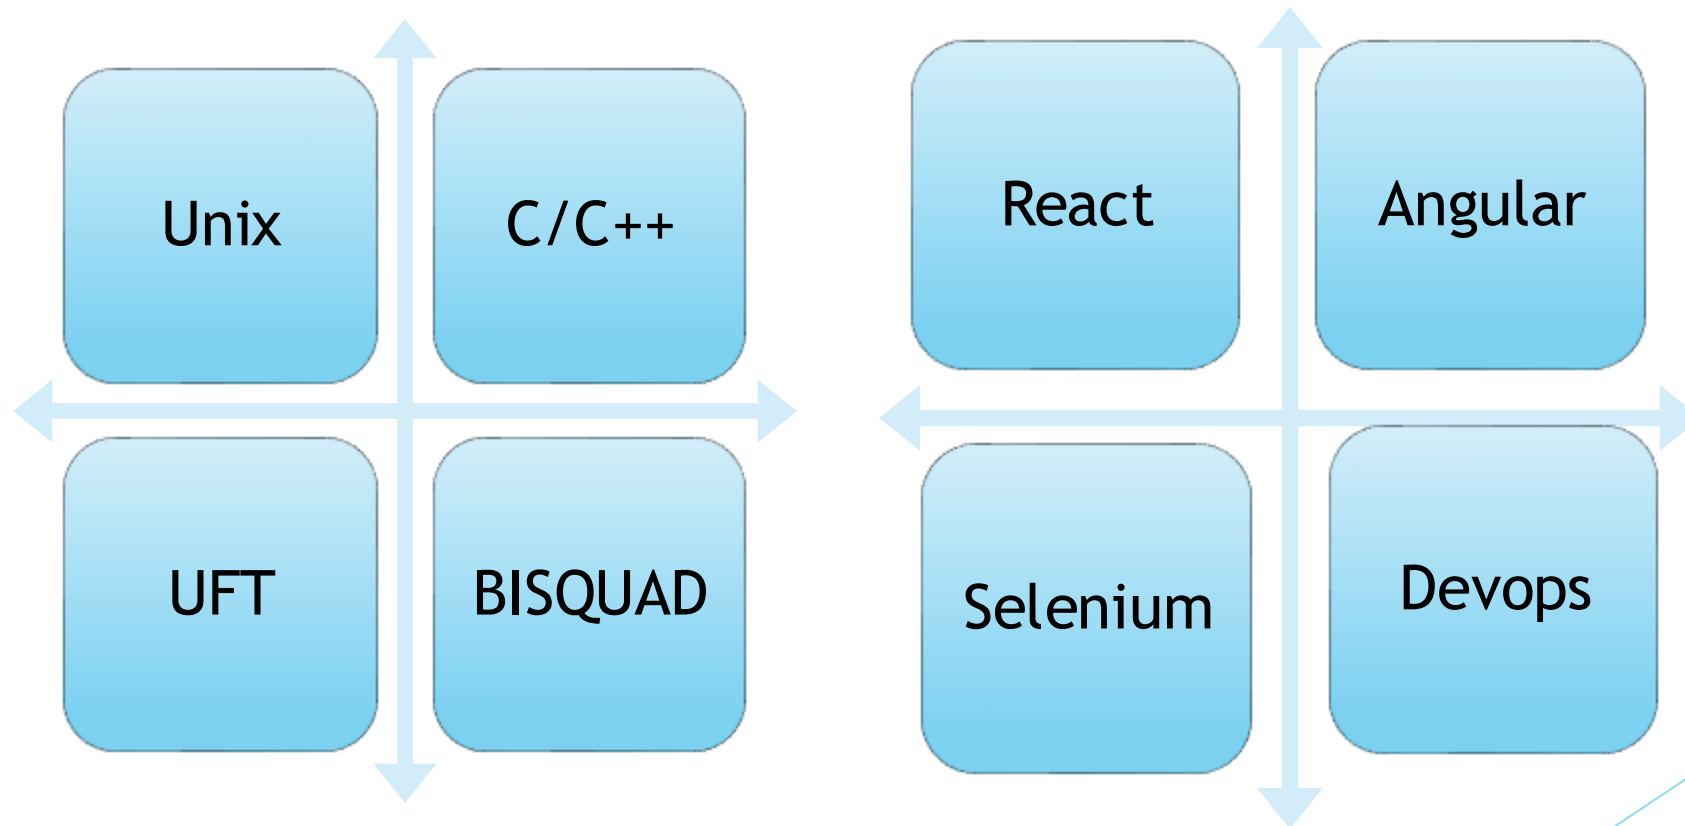 Unix
C/C++
UFT
BISQUAD
React
Angular
Selenium
Devops